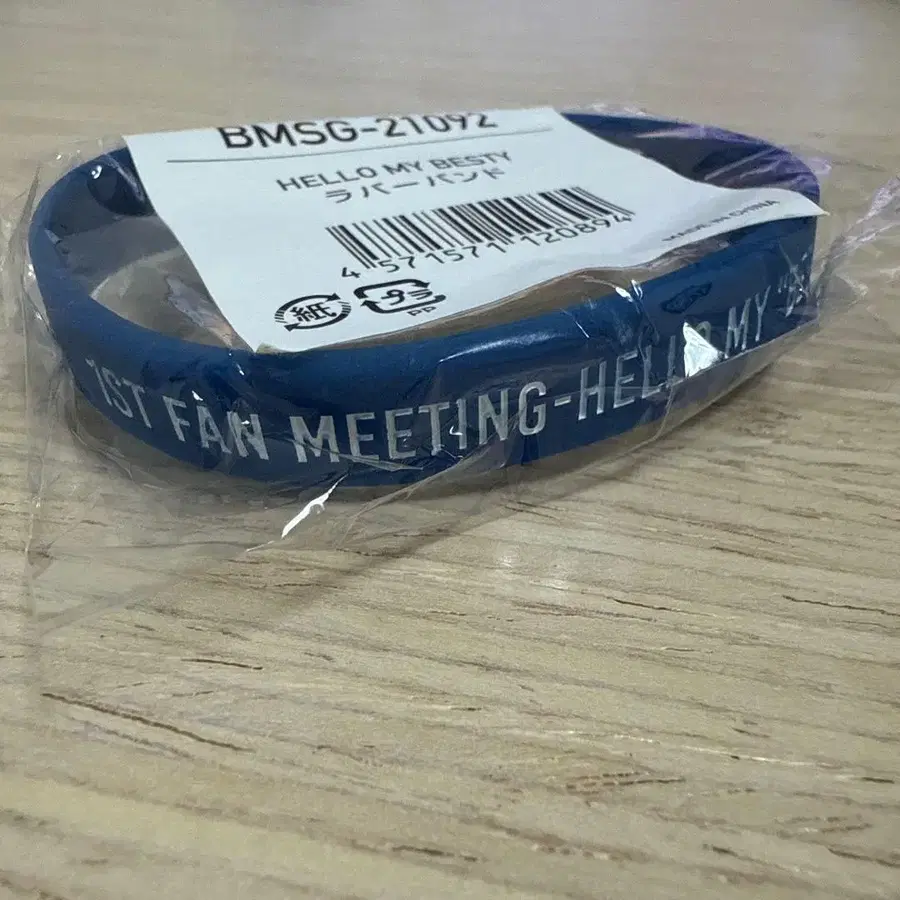 BMSG-21092
HELLO MY BESTY
ラバーバンド
4 571571 120894
MADE IN CHINA
紙
プラ
PP
1ST FAN MEETING-HELLO MY "BE